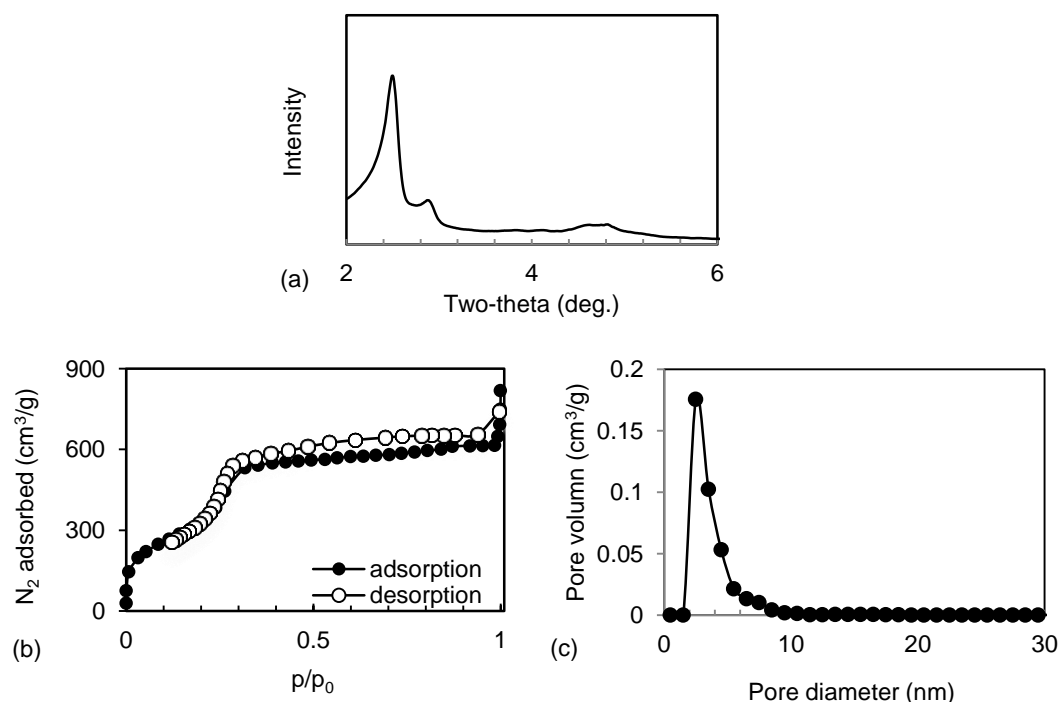 Intensity
2 4 6
(a) Two-theta (deg.)
900
600
300
0
N₂ adsorbed (cm³/g)
adsorption
desorption
0 0.5 1
(b)
p/p₀
0.2
0.15
0.1
0.05
0
Pore volumn (cm³/g)
0 10 20 30
(c)
Pore diameter (nm)